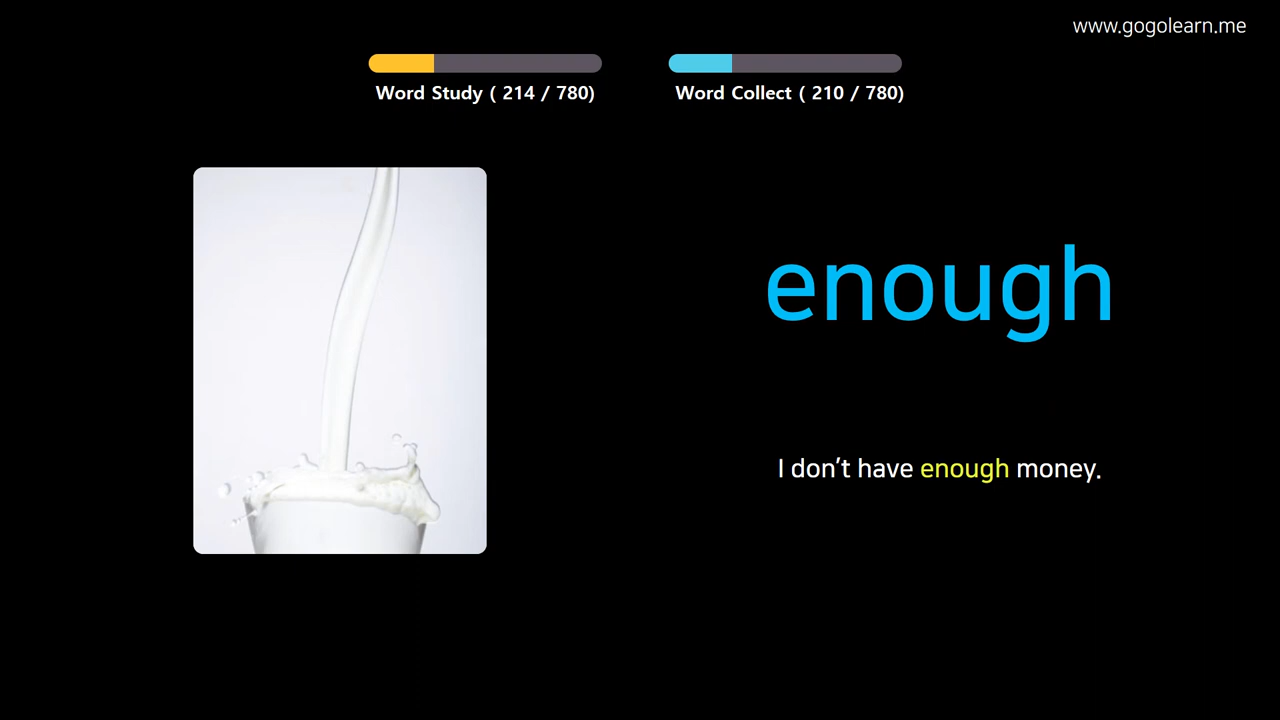 www.gogolearn.me
Word Study ( 214 / 780)
Word Collect ( 210 / 780)
enough
I don’t have enough money.